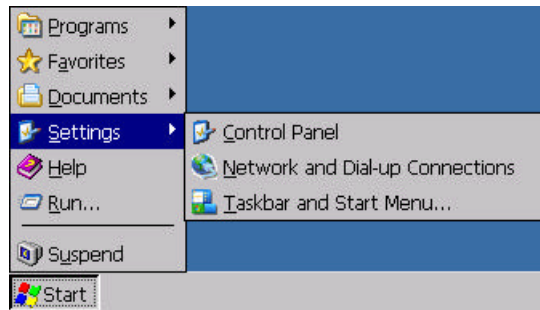 Programs
Favorites
Documents
Settings
Control Panel
Help
Network and Dial-up Connections
Run...
Taskbar and Start Menu...
Suspend
Start